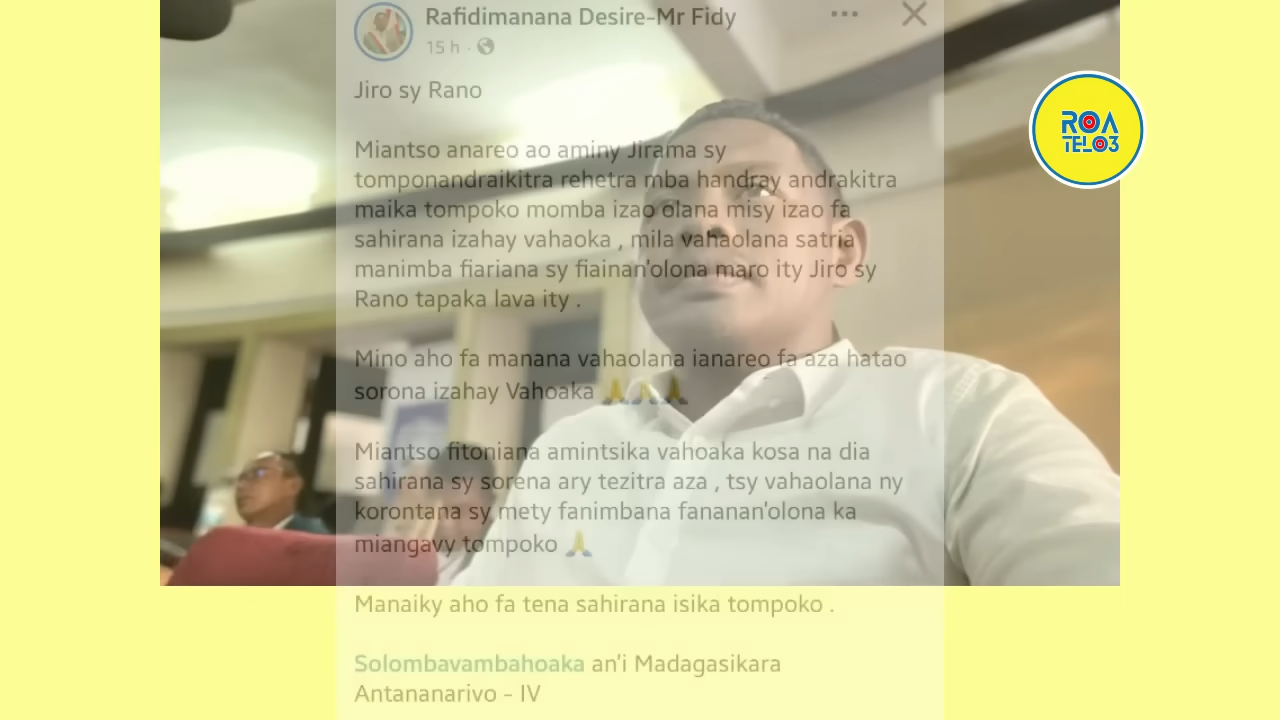 Rafidimanana Desire-Mr Fidy
15 h ·
Jiro sy Rano
Miantso anareo ao aminy Jirama sy
tomponandraikitra rehetra mba handray andrakitra
maika tompoko momba izao olana misy izao fa
sahirana izahay vahaoka , mila vahaolana satria
manimba fiariana sy fiainan'olona maro ity Jiro sy
Rano tapaka lava ity .
Mino aho fa manana vahaolana ianareo fa aza hatao
sorona izahay Vahoaka 🙏🙏🙏
Miantso fitoniana amintsika vahoaka kosa na dia
sahirana sy sorena ary tezitra aza , tsy vahaolana ny
korontana sy mety fanimbana fananan'olona ka
miangavy tompoko 🙏
Manaiky aho fa tena sahirana isika tompoko .
Solombavambahoaka an'i Madagasikara
Antananarivo - IV
ROA
TELO3